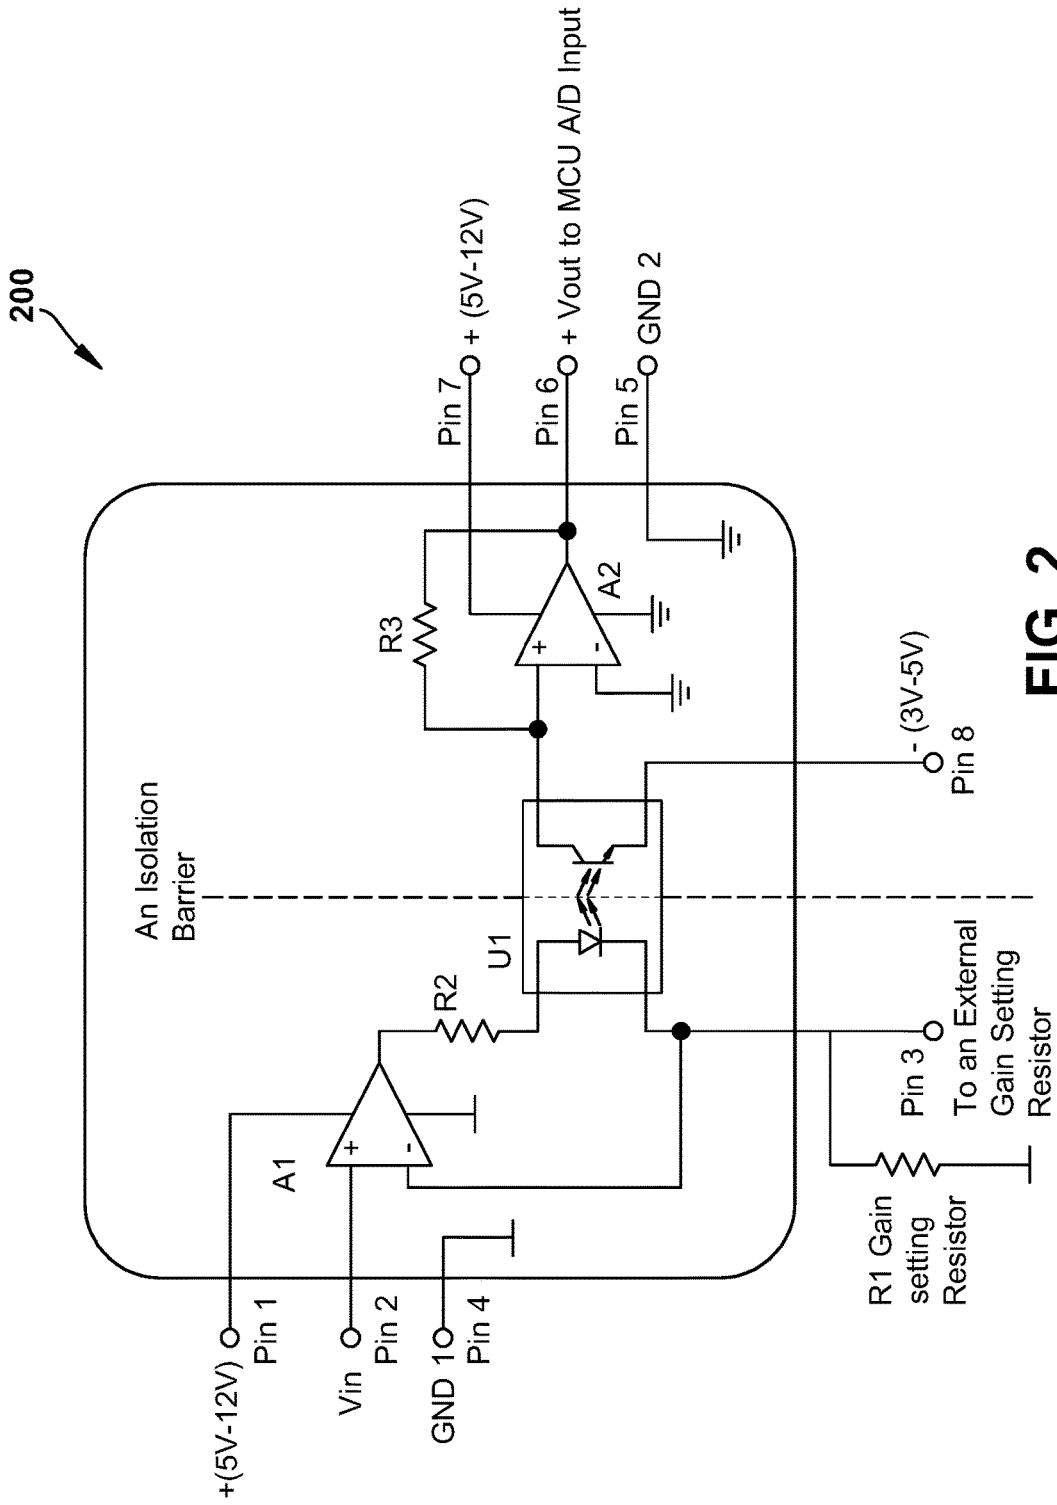 200
An Isolation
Barrier
+(5V-12V)
Pin 1
Vin
Pin 2
GND 1
Pin 4
A1
+
-
R2
U1
R3
A2
+
-
Pin 7
+ (5V-12V)
Pin 6
+ Vout to MCU A/D Input
Pin 5
GND 2
R1 Gain
setting
Resistor
Pin 3
To an External
Gain Setting
Resistor
- (3V-5V)
Pin 8
FIG. 2